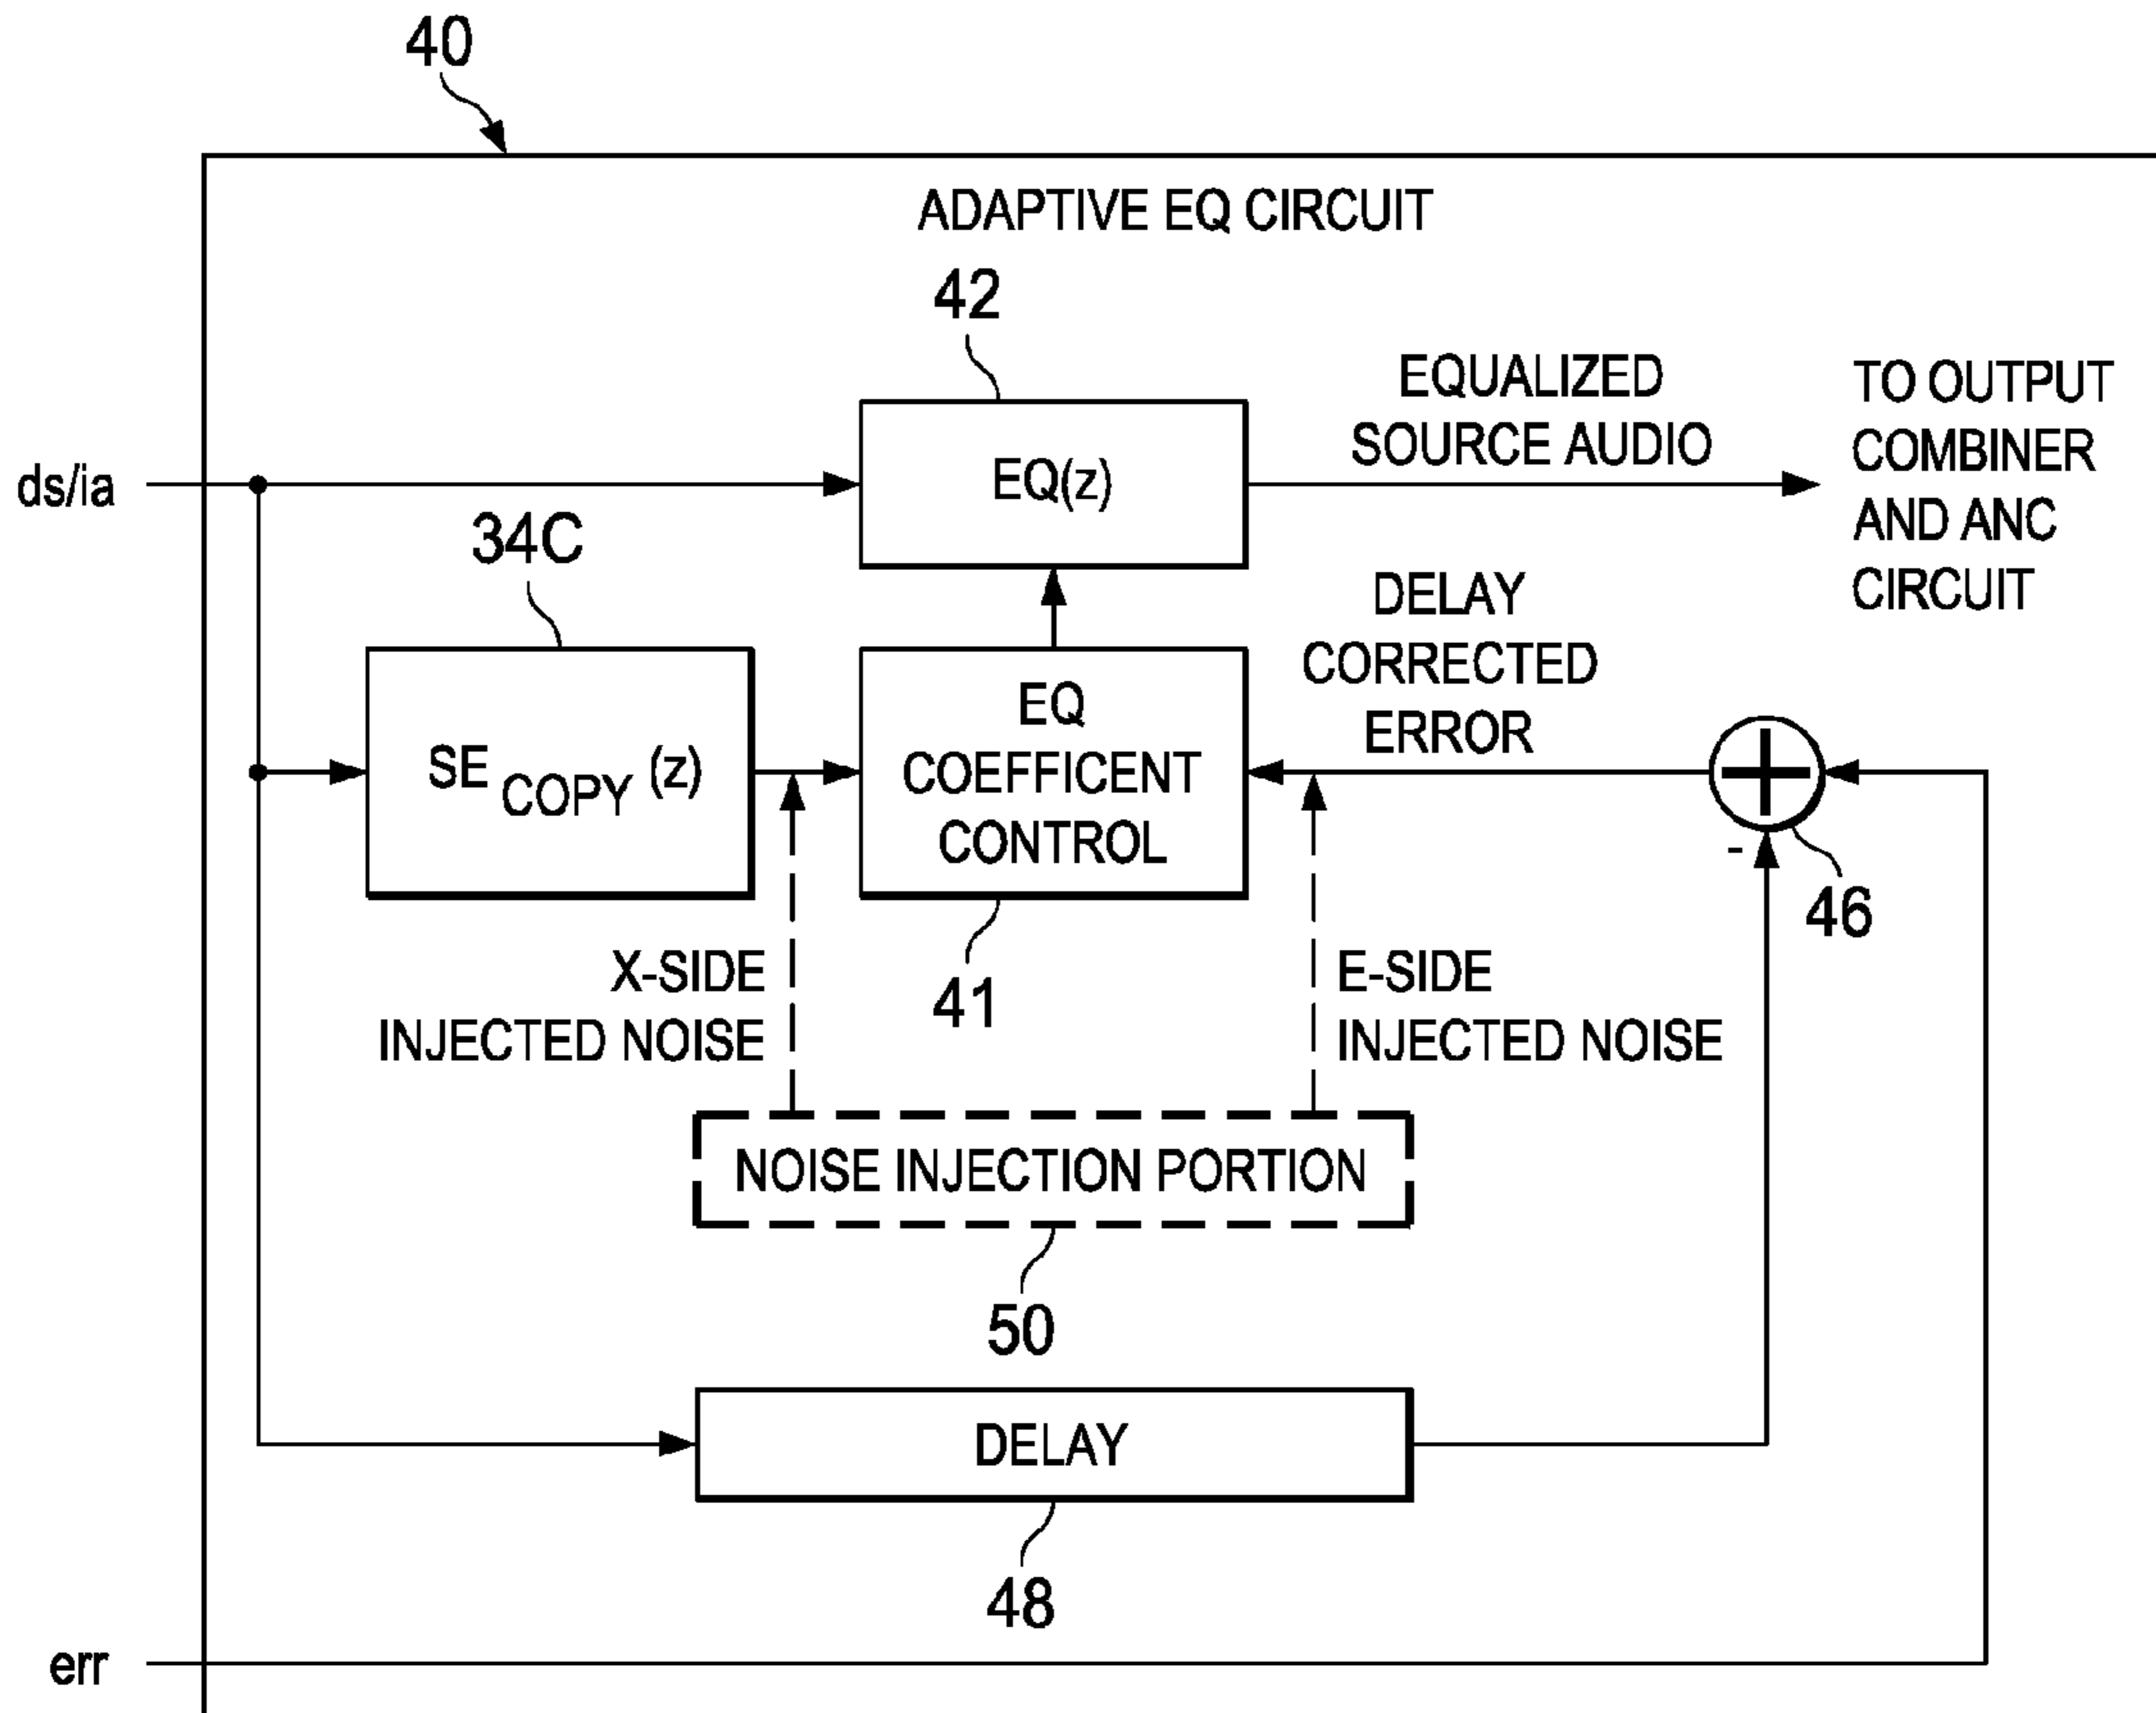 40
ADAPTIVE EQ CIRCUIT
42
EQUALIZED
SOURCE AUDIO
TO OUTPUT
COMBINER
AND ANC
CIRCUIT
ds/ia
EQ(z)
34C
DELAY
CORRECTED
ERROR
SE COPY (z)
EQ
COEFFICENT
CONTROL
-
46
X-SIDE
INJECTED NOISE
41
E-SIDE
INJECTED NOISE
NOISE INJECTION PORTION
50
DELAY
48
err